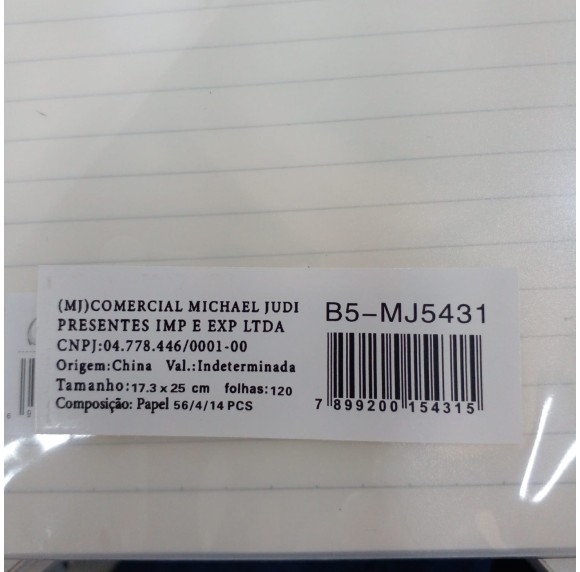 (MJ)COMERCIAL MICHAEL JUDI
PRESENTES IMP E EXP LTDA
CNPJ:04.778.446/0001-00
Origem:China Val.:Indeterminada
Tamanho:17.3 x 25 cm folhas:120
Composição: Papel 56/4/14 PCS
B5-MJ5431
7 899200 154315